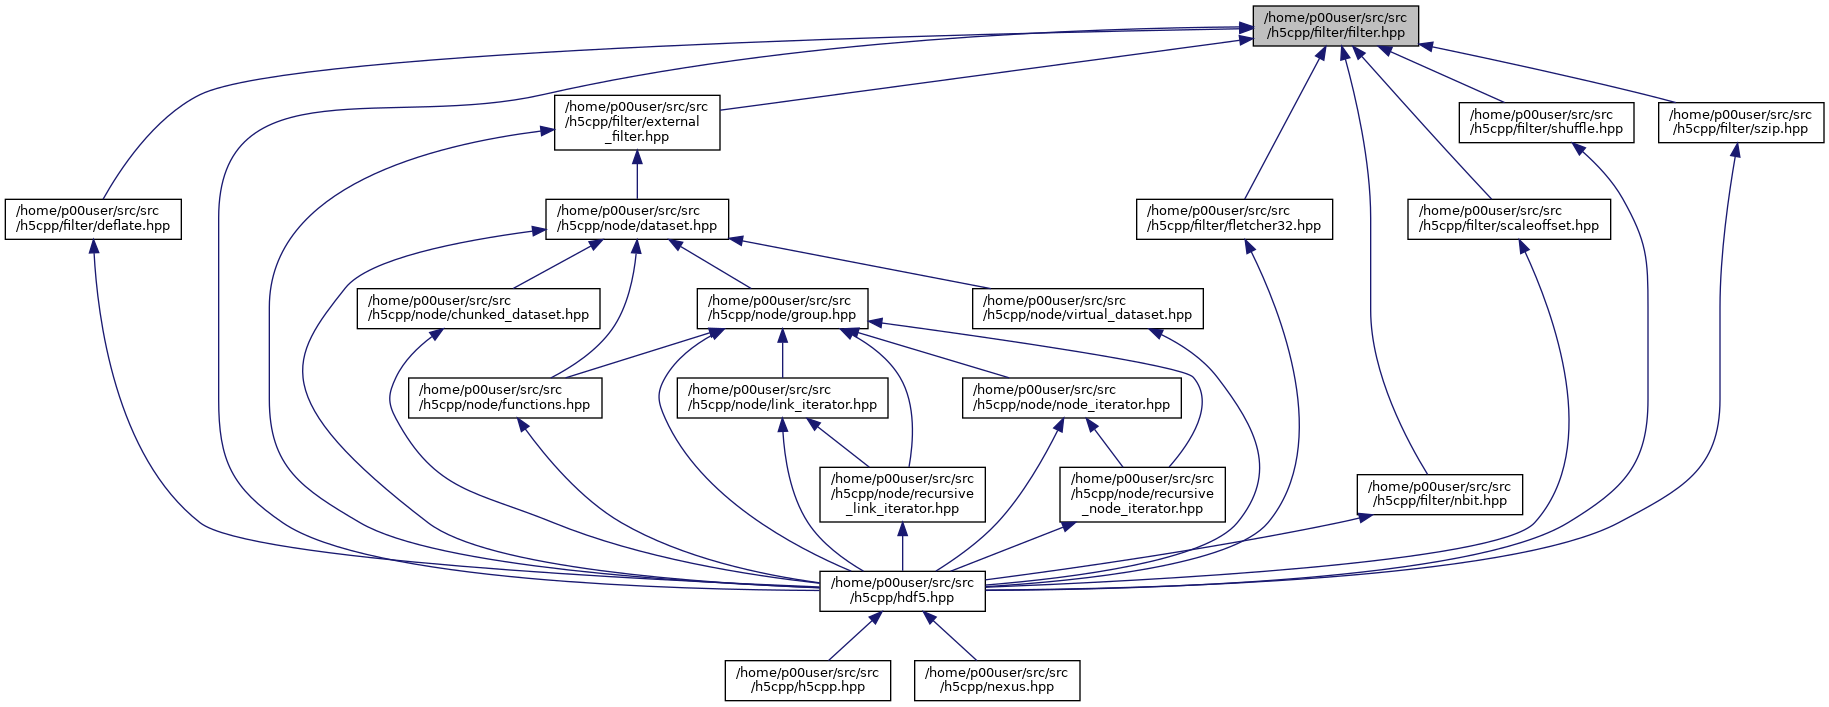 /home/p00user/src/src
/h5cpp/filter/filter.hpp
/home/p00user/src/src
/h5cpp/filter/external
_filter.hpp
/home/p00user/src/src
/h5cpp/filter/shuffle.hpp
/home/p00user/src/src
/h5cpp/filter/szip.hpp
/home/p00user/src/src
/h5cpp/filter/deflate.hpp
/home/p00user/src/src
/h5cpp/node/dataset.hpp
/home/p00user/src/src
/h5cpp/filter/fletcher32.hpp
/home/p00user/src/src
/h5cpp/filter/scaleoffset.hpp
/home/p00user/src/src
/h5cpp/node/chunked_dataset.hpp
/home/p00user/src/src
/h5cpp/node/group.hpp
/home/p00user/src/src
/h5cpp/node/virtual_dataset.hpp
/home/p00user/src/src
/h5cpp/node/functions.hpp
/home/p00user/src/src
/h5cpp/node/link_iterator.hpp
/home/p00user/src/src
/h5cpp/node/node_iterator.hpp
/home/p00user/src/src
/h5cpp/node/recursive
_link_iterator.hpp
/home/p00user/src/src
/h5cpp/node/recursive
_node_iterator.hpp
/home/p00user/src/src
/h5cpp/filter/nbit.hpp
/home/p00user/src/src
/h5cpp/hdf5.hpp
/home/p00user/src/src
/h5cpp/h5cpp.hpp
/home/p00user/src/src
/h5cpp/nexus.hpp